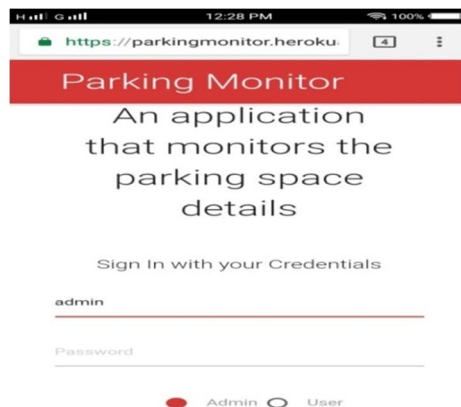 H G 12:28 PM 100%
https://parkingmonitor.heroku. 4
Parking Monitor
An application
that monitors the
parking space
details
Sign In with your Credentials
admin
Password
Admin User